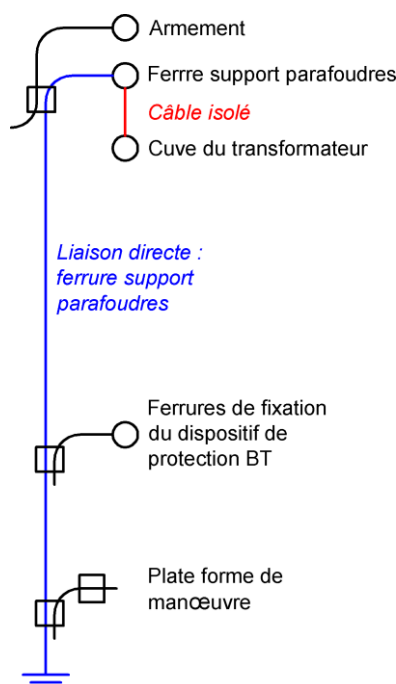 Armement
Ferrre support parafoudres
Câble isolé
Cuve du transformateur
Liaison directe :
ferrure support
parafoudres
Ferrures de fixation
du dispositif de
protection BT
Plate forme de
manœuvre